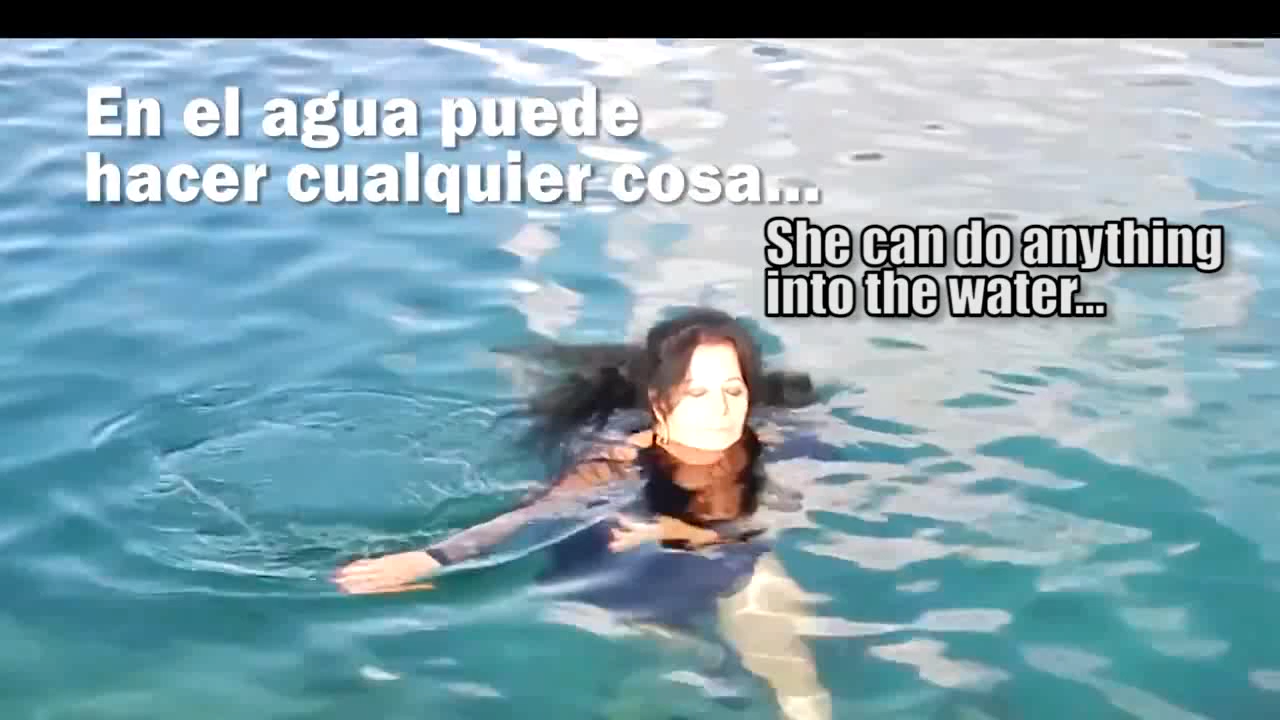 En el agua puede
hacer cualquier cosa...
She can do anything
into the water...